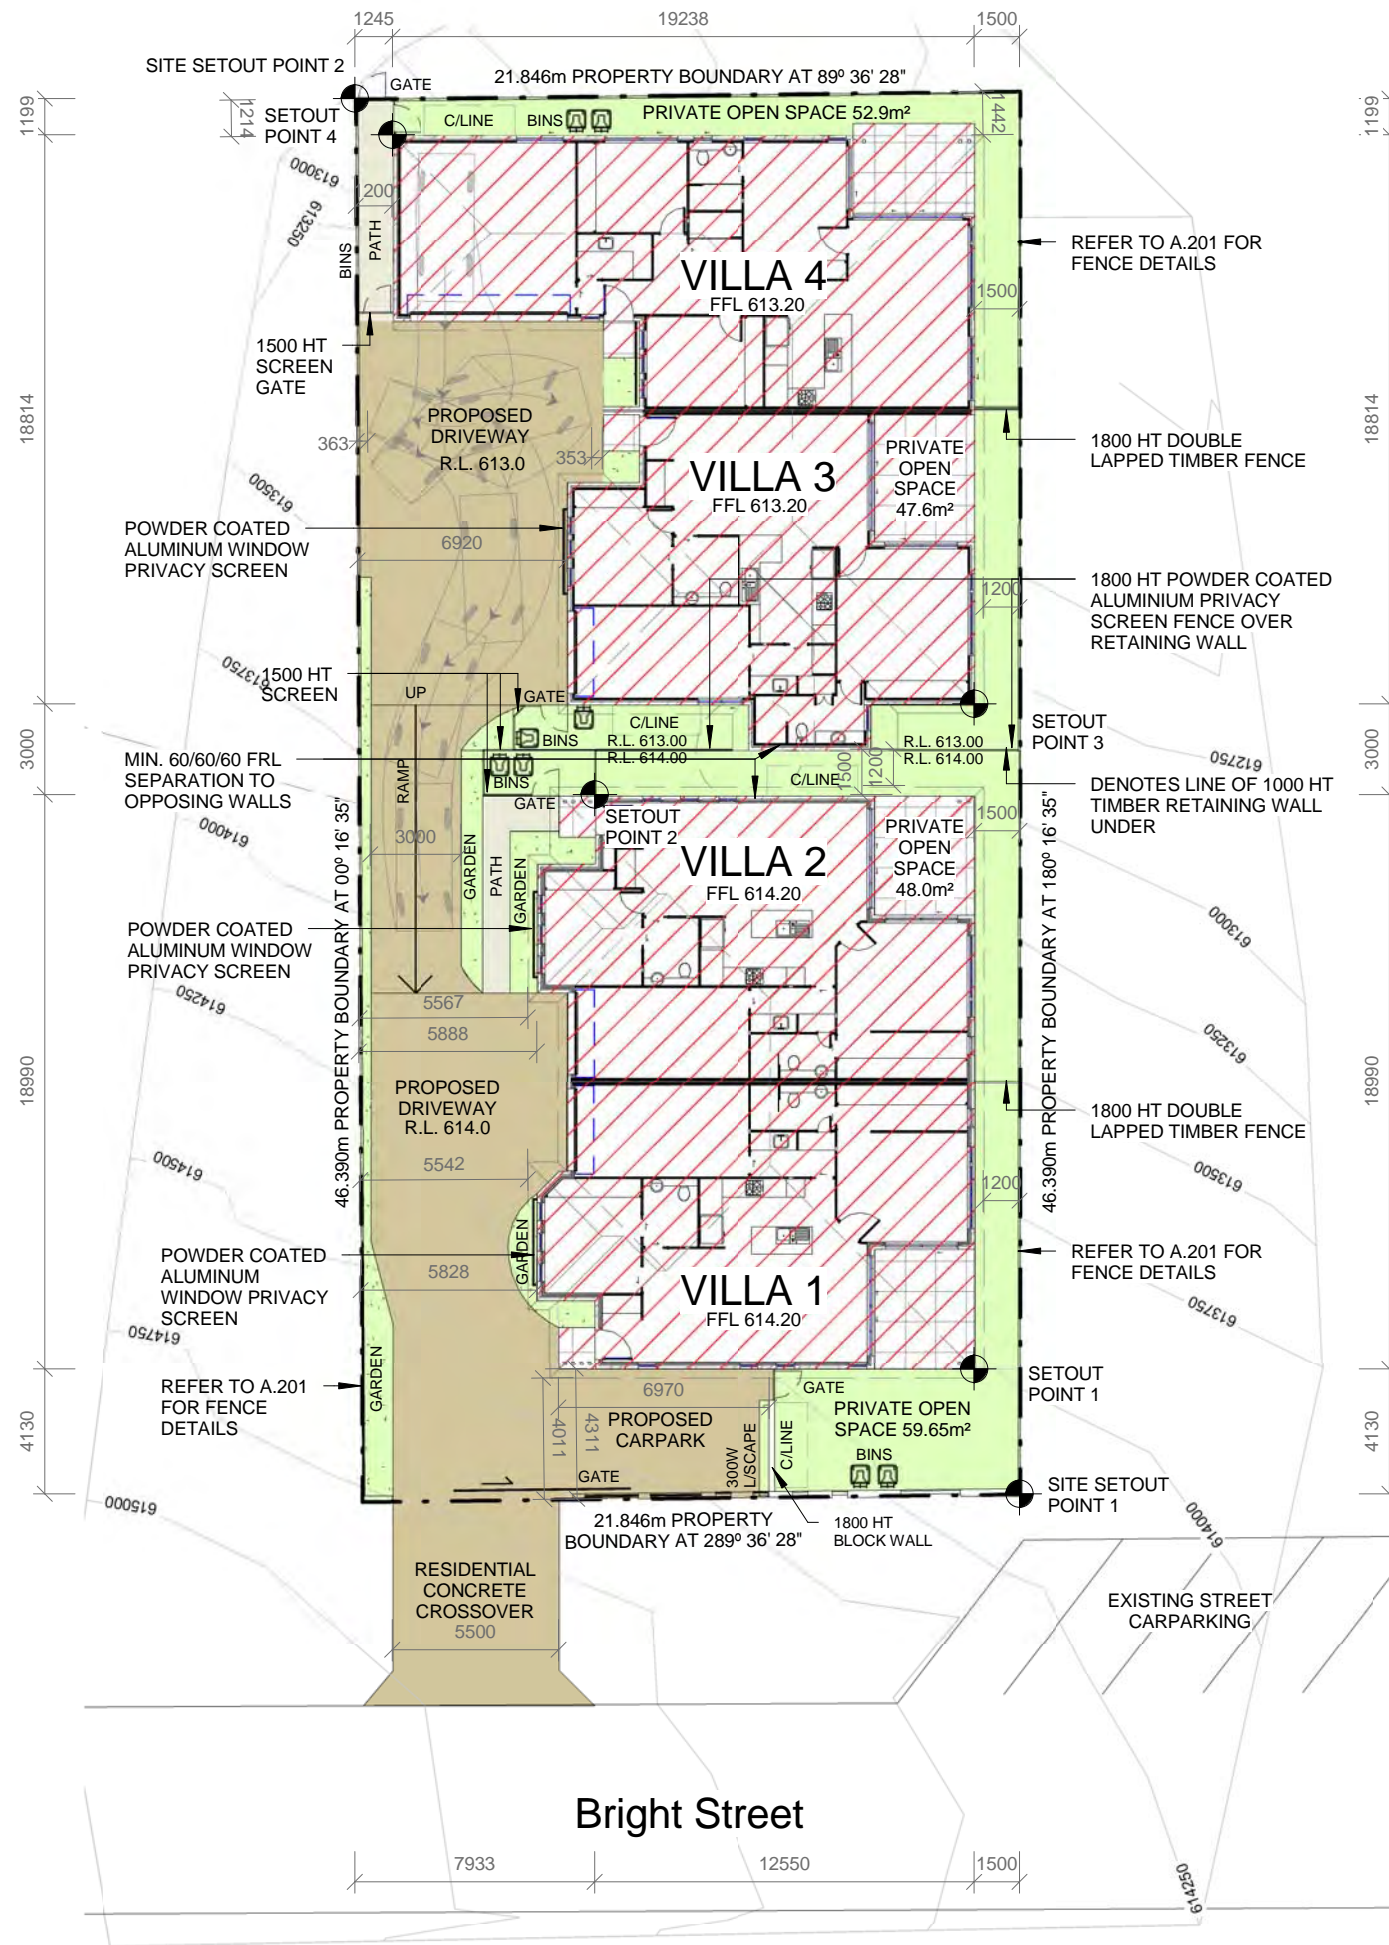 1245
19238
1500
SITE SETOUT POINT 2
GATE
21.846m PROPERTY BOUNDARY AT 89º 36' 28"
1199
1214
SETOUT
POINT 4
C/LINE
BINS
PRIVATE OPEN SPACE 52.9m²
1442
1199
613000
613250
1200
BINS
PATH
VILLA 4
FFL 613.20
1500
REFER TO A.201 FOR
FENCE DETAILS
1500 HT
SCREEN
GATE
18814
363
PROPOSED
DRIVEWAY
R.L. 613.0
353
VILLA 3
FFL 613.20
PRIVATE
OPEN
SPACE
47.6m²
1800 HT DOUBLE
LAPPED TIMBER FENCE
18814
613500
POWDER COATED
ALUMINUM WINDOW
PRIVACY SCREEN
6920
1200
1800 HT POWDER COATED
ALUMINIUM PRIVACY
SCREEN FENCE OVER
RETAINING WALL
613750
1500 HT
SCREEN
UP
GATE
C/LINE
R.L. 613.00
R.L. 614.00
BINS
R.L. 613.00
R.L. 614.00
SETOUT
POINT 3
612750
3000
3000
MIN. 60/60/60 FRL
SEPARATION TO
OPPOSING WALLS
RAMP
BINS
GATE
C/LINE
1500
1200
DENOTES LINE OF 1000 HT
TIMBER RETAINING WALL
UNDER
614000
3000
SETOUT
POINT 2
VILLA 2
FFL 614.20
PRIVATE
OPEN
SPACE
48.0m²
1500
GARDEN
PATH
GARDEN
613000
POWDER COATED
ALUMINUM WINDOW
PRIVACY SCREEN
614250
46.390m PROPERTY BOUNDARY AT 00º 16' 35"
46.390m PROPERTY BOUNDARY AT 180º 16' 35"
5567
5888
613250
18990
PROPOSED
DRIVEWAY
R.L. 614.0
1800 HT DOUBLE
LAPPED TIMBER FENCE
18990
614500
5542
613500
1200
POWDER COATED
ALUMINUM
WINDOW PRIVACY
SCREEN
5828
GARDEN
VILLA 1
FFL 614.20
REFER TO A.201 FOR
FENCE DETAILS
613750
614750
REFER TO A.201
FOR FENCE
DETAILS
GARDEN
SETOUT
POINT 1
4130
6970
4011
4311
PROPOSED
CARPARK
GATE
300W
L/SCAPE
C/LINE
GATE
PRIVATE OPEN
SPACE 59.65m²
BINS
4130
615000
SITE SETOUT
POINT 1
21.846m PROPERTY
BOUNDARY AT 289º 36' 28"
1800 HT
BLOCK WALL
614000
RESIDENTIAL
CONCRETE
CROSSOVER
5500
EXISTING STREET
CARPARKING
Bright Street
7933
12550
1500
614250